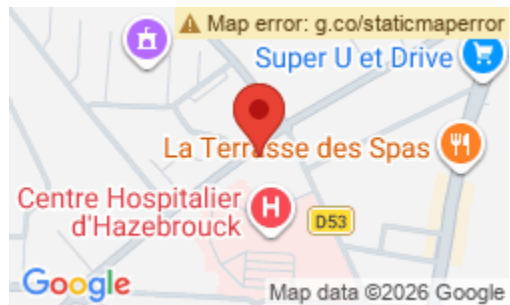 Map error: g.co/staticmaperror
Super U et Drive
La Terrasse des Spas
Centre Hospitalier
d'Hazebrouck
H
D53
Google
Map data ©2026 Google